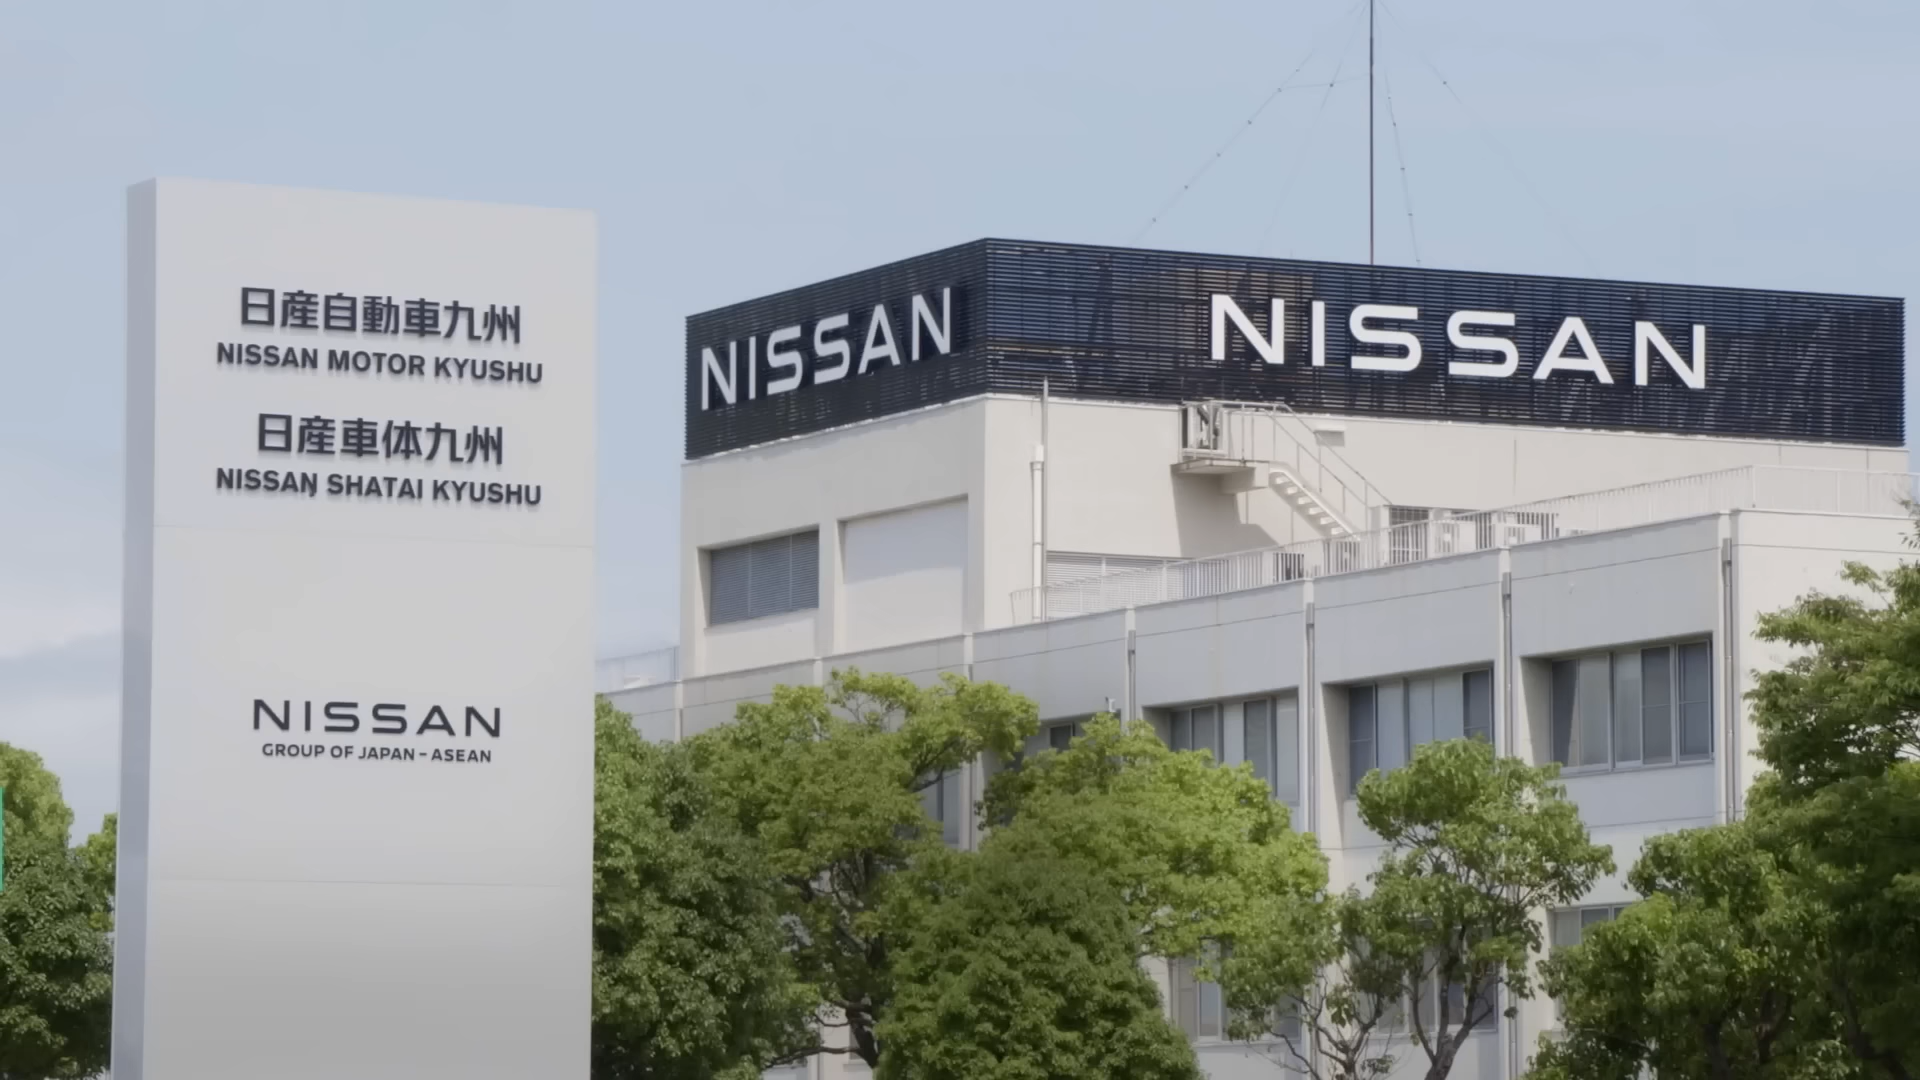 日産自動車九州
NISSAN MOTOR KYUSHU
日産車体九州
NISSAN SHATAI KYUSHU
NISSAN
GROUP OF JAPAN - ASEAN
NISSAN
NISSAN